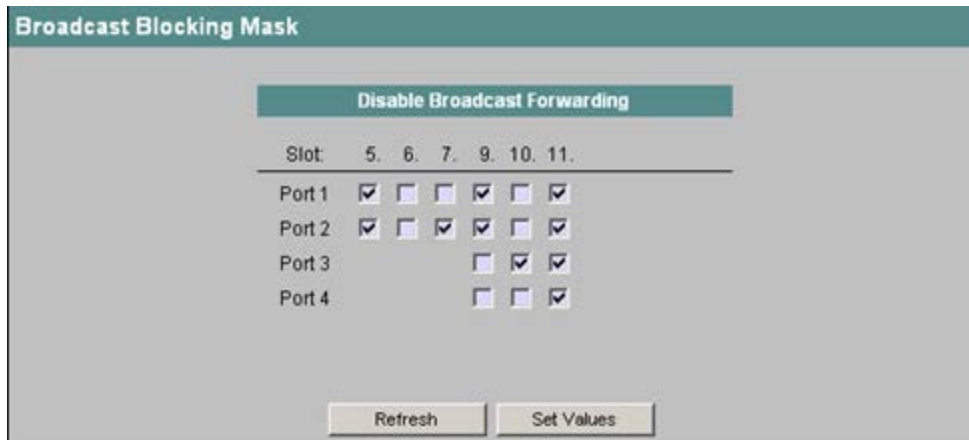 Broadcast Blocking Mask
Disable Broadcast Forwarding
Slot: 5. 6. 7. 9. 10. 11.
Port 1
Port 2
Port 3
Port 4
Refresh Set Values